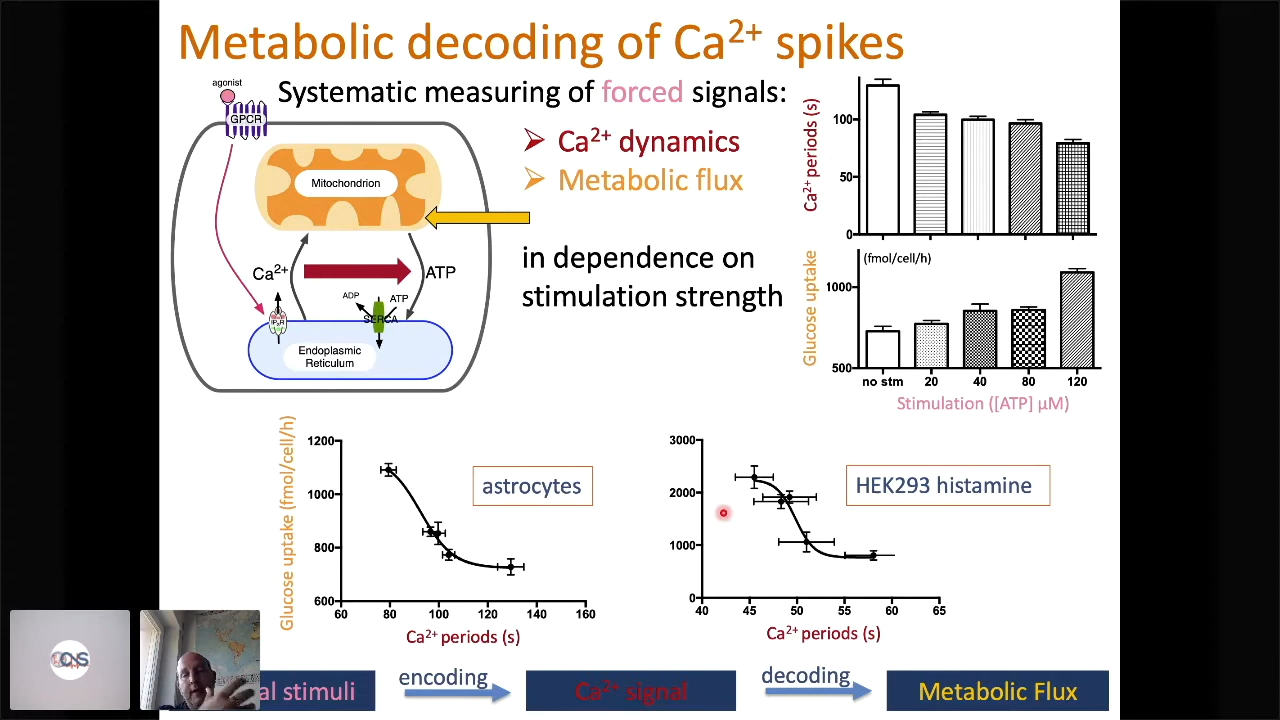 Metabolic decoding of Ca2+ spikes
agonist
GPCR
Systematic measuring of forced signals:
Ca2+ dynamics
Metabolic flux
in dependence on
stimulation strength
Mitochondrion
Ca2+
ATP
ADP
ATP
IP3R
SERCA
Endoplasmic
Reticulum
Ca2+ periods (s)
100
50
0
Glucose uptake
(fmol/cell/h)
1000
500
no stm 20 40 80 120
Stimulation ([ATP] µM)
Glucose uptake (fmol/cell/h)
1200
1000
800
600
60 80 100 120 140 160
Ca2+ periods (s)
astrocytes
3000
2000
1000
0
40 45 50 55 60 65
Ca2+ periods (s)
HEK293 histamine
al stimuli
encoding
Ca2+ signal
decoding
Metabolic Flux